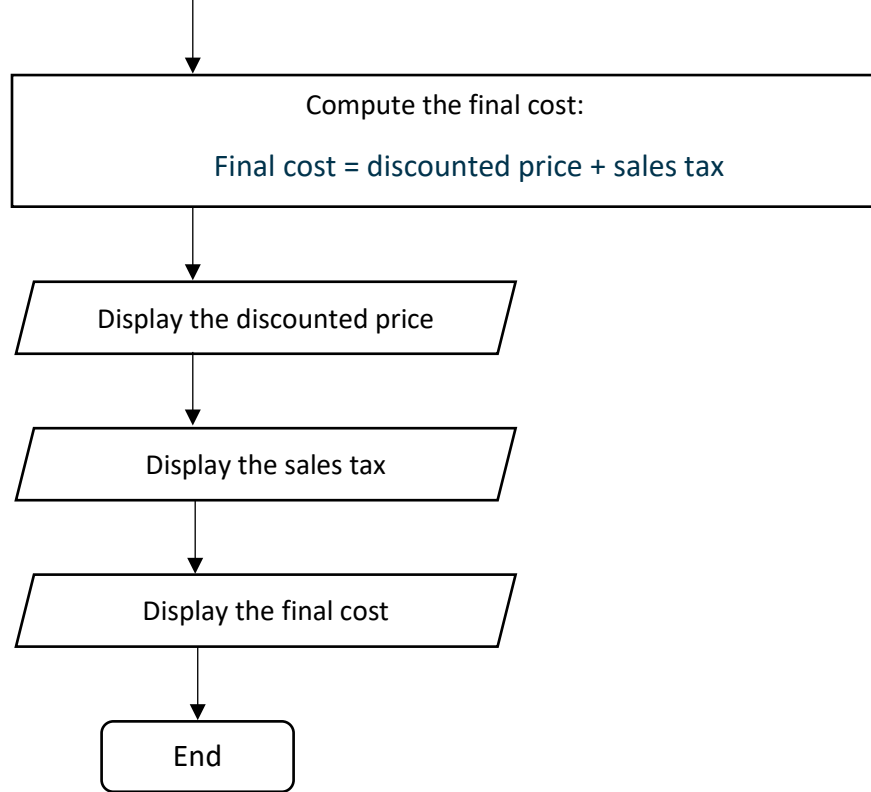 Compute the final cost:
Final cost = discounted price + sales tax
Display the discounted price
Display the sales tax
Display the final cost
End